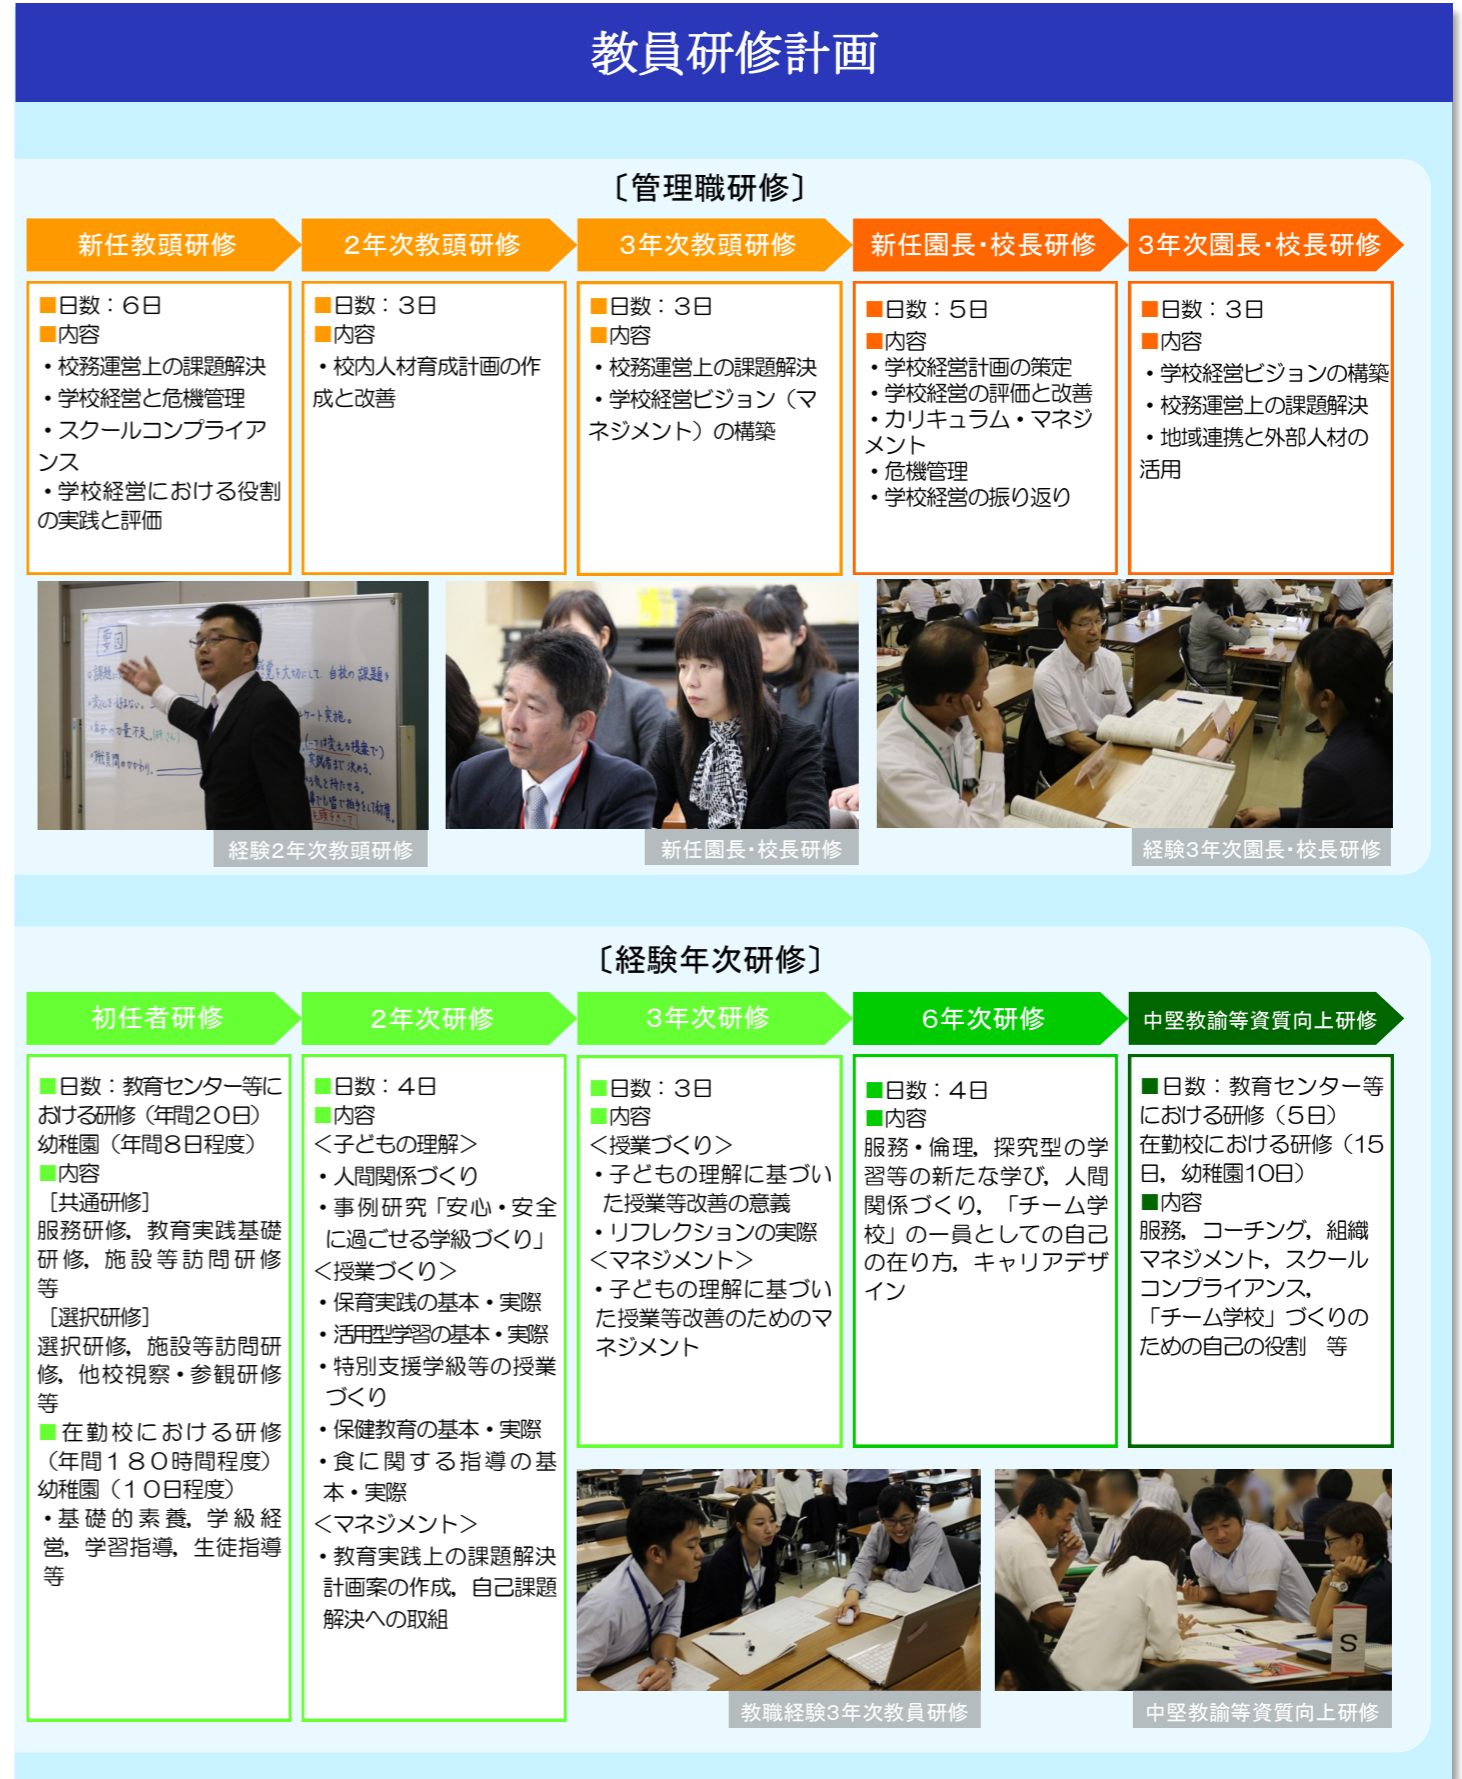 教員研修計画
〔管理職研修〕
新任教頭研修
■日数：６日
■内容
・校務運営上の課題解決
・学校経営と危機管理
・スクールコンプライア
ンス
・学校経営における役割
の実践と評価
２年次教頭研修
■日数：３日
■内容
・校内人材育成計画の作
成と改善
３年次教頭研修
■日数：３日
■内容
・校務運営上の課題解決
・学校経営ビジョン（マ
ネジメント）の構築
新任園長・校長研修
■日数：５日
■内容
・学校経営計画の策定
・学校経営の評価と改善
・カリキュラム・マネジ
メント
・危機管理
・学校経営の振り返り
3年次園長・校長研修
■日数：３日
■内容
・学校経営ビジョンの構築
・校務運営上の課題解決
・地域連携と外部人材の
活用
要因
経験2年次教頭研修
新任園長・校長研修
経験3年次園長・校長研修
〔経験年次研修〕
初任者研修
■日数：教育センター等に
おける研修（年間２０日）
幼稚園（年間８日程度）
■内容
［共通研修］
服務研修，教育実践基礎
研修，施設等訪問研修
等
［選択研修］
選択研修，施設等訪問研
修，他校視察・参観研修
等
■在勤校における研修
（年間１８０時間程度）
幼稚園（１０日程度）
・基礎的素養，学級経
営，学習指導，生徒指導
等
２年次研修
■日数：４日
■内容
＜子どもの理解＞
・人間関係づくり
・事例研究「安心・安全
に過ごせる学級づくり」
＜授業づくり＞
・保育実践の基本・実際
・活用型学習の基本・実際
・特別支援学級等の授業
づくり
・保健教育の基本・実際
・食に関する指導の基
本・実際
＜マネジメント＞
・教育実践上の課題解決
計画案の作成，自己課題
解決への取組
３年次研修
■日数：３日
■内容
＜授業づくり＞
・子どもの理解に基づい
た授業等改善の意義
・リフレクションの実際
＜マネジメント＞
・子どもの理解に基づい
た授業等改善のためのマ
ネジメント
６年次研修
■日数：４日
■内容
服務・倫理，探究型の学
習等の新たな学び，人間
関係づくり，「チーム学
校」の一員としての自己
の在り方，キャリアデザ
イン
中堅教諭等資質向上研修
■日数：教育センター等
における研修（５日）
在勤校における研修（15
日，幼稚園10日）
■内容
服務，コーチング，組織
マネジメント，スクール
コンプライアンス，
「チーム学校」づくりの
ための自己の役割　等
S
教職経験3年次教員研修
中堅教諭等資質向上研修